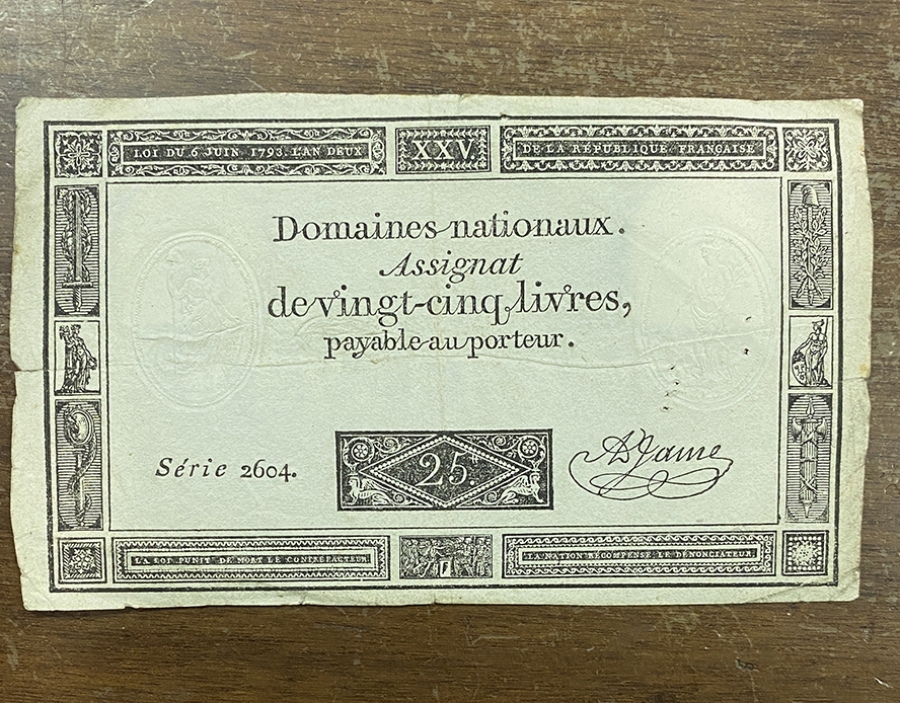 LOI DU 6 JUIN 1793. L'AN DEUX
XXV.
DE LA RÉPUBLIQUE FRANÇAISE
Domaines nationaux.
Assignat
de vingt-cinq livres,
payable au porteur.
Série 2604.
25.
A Jame
LA LOI PUNIT DE MORT LE CONTREFACTEUR
LA NATION RÉCOMPENSE LE DÉNONCIATEUR